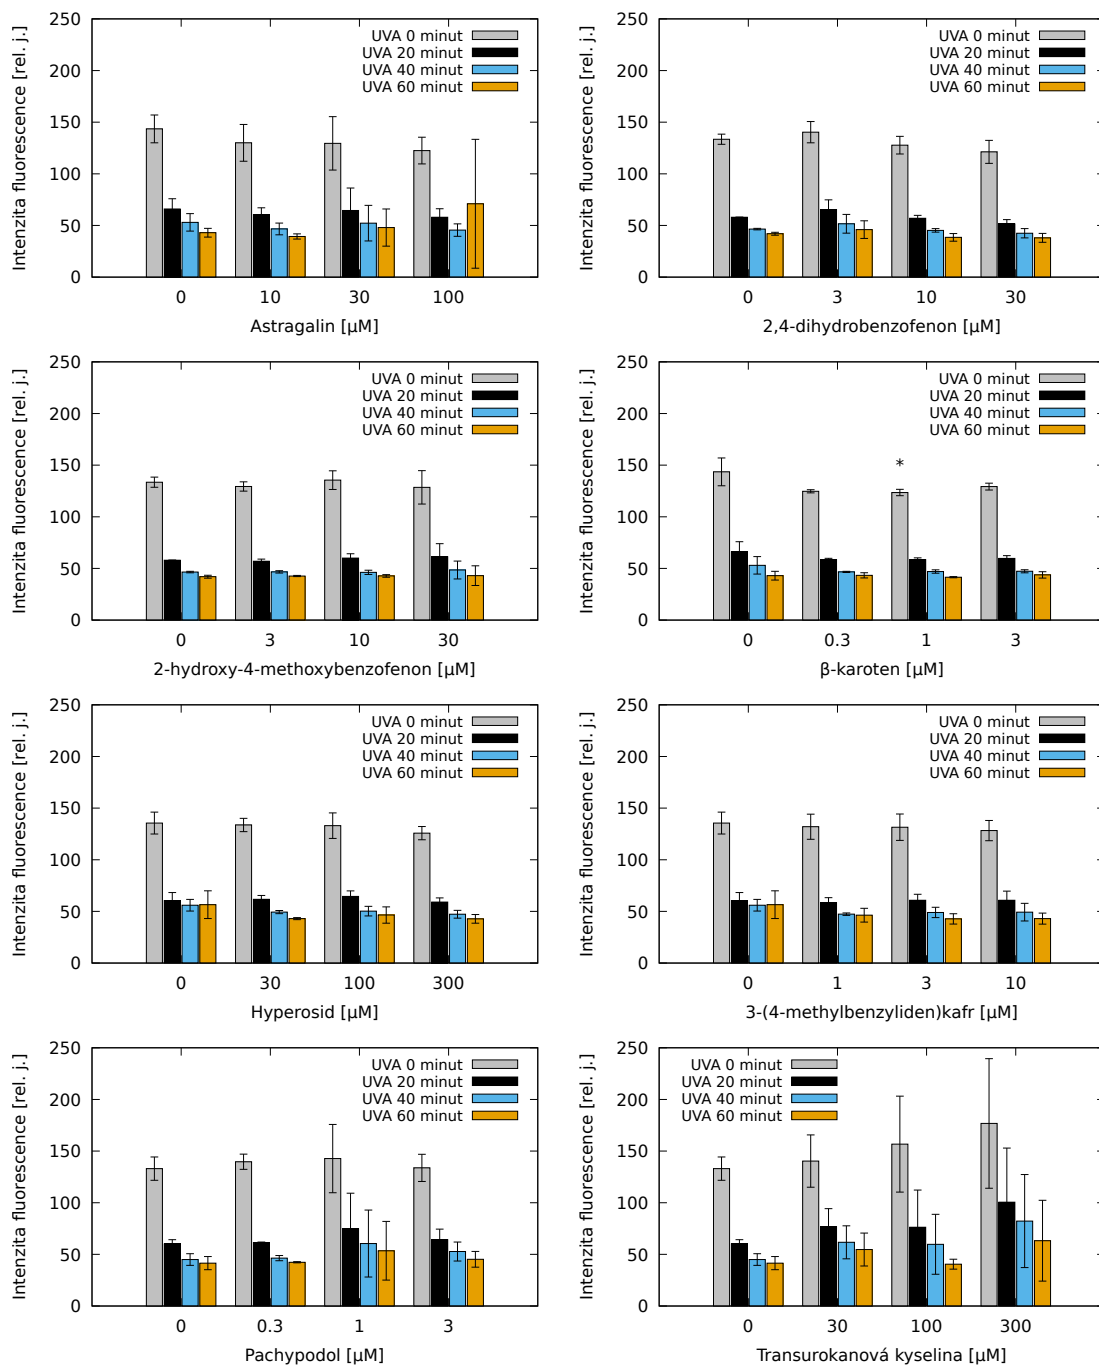 Intenzita fluorescence [rel. j.]
250
200
150
100
50
0
UVA 0 minut
UVA 20 minut
UVA 40 minut
UVA 60 minut
0 10 30 100
Astragalin [µM]
Intenzita fluorescence [rel. j.]
250
200
150
100
50
0
UVA 0 minut
UVA 20 minut
UVA 40 minut
UVA 60 minut
0 3 10 30
2,4-dihydrobenzofenon [µM]
Intenzita fluorescence [rel. j.]
250
200
150
100
50
0
UVA 0 minut
UVA 20 minut
UVA 40 minut
UVA 60 minut
0 3 10 30
2-hydroxy-4-methoxybenzofenon [µM]
Intenzita fluorescence [rel. j.]
250
200
150
100
50
0
UVA 0 minut
UVA 20 minut
UVA 40 minut
UVA 60 minut
*
0 0.3 1 3
β-karoten [µM]
Intenzita fluorescence [rel. j.]
250
200
150
100
50
0
UVA 0 minut
UVA 20 minut
UVA 40 minut
UVA 60 minut
0 30 100 300
Hyperosid [µM]
Intenzita fluorescence [rel. j.]
250
200
150
100
50
0
UVA 0 minut
UVA 20 minut
UVA 40 minut
UVA 60 minut
0 1 3 10
3-(4-methylbenzyliden)kafr [µM]
Intenzita fluorescence [rel. j.]
250
200
150
100
50
0
UVA 0 minut
UVA 20 minut
UVA 40 minut
UVA 60 minut
0 0.3 1 3
Pachypodol [µM]
Intenzita fluorescence [rel. j.]
250
200
150
100
50
0
UVA 0 minut
UVA 20 minut
UVA 40 minut
UVA 60 minut
0 30 100 300
Transurokanová kyselina [µM]